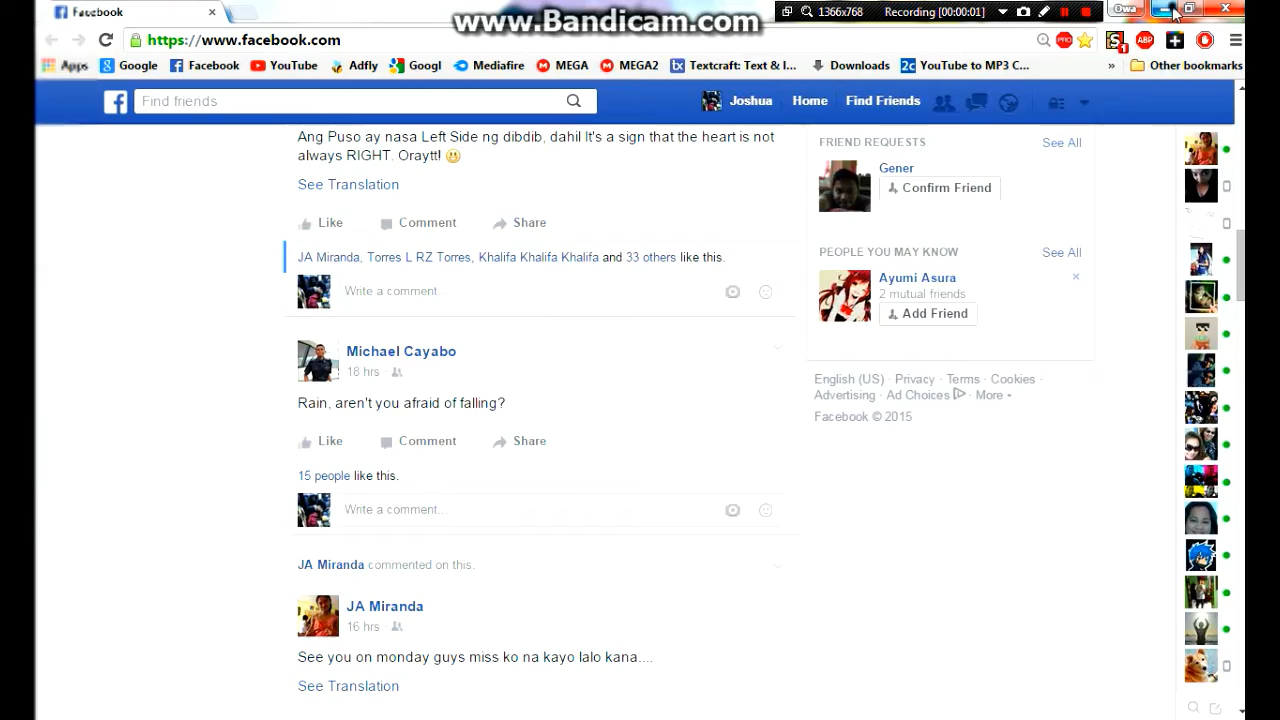 Facebook
www.Bandicam.com
1366x768 Recording [00:00:01]
Owa
https://www.facebook.com
PRO 1 ABP
Apps Google Facebook YouTube Adfly Googl Mediafire MEGA MEGA2 Textcraft: Text & I... Downloads YouTube to MP3 C... » Other bookmarks
Find friends
Joshua Home Find Friends
Ang Puso ay nasa Left Side ng dibdib, dahil It's a sign that the heart is not
always RIGHT. Oraytt!
See Translation
Like Comment Share
JA Miranda, Torres L RZ Torres, Khalifa Khalifa Khalifa and 33 others like this.
Write a comment...
Michael Cayabo
18 hrs ·
Rain, aren't you afraid of falling?
Like Comment Share
15 people like this.
Write a comment...
JA Miranda commented on this.
JA Miranda
16 hrs ·
See you on monday guys miss ko na kayo lalo kana....
See Translation
FRIEND REQUESTS See All
Gener
Confirm Friend
PEOPLE YOU MAY KNOW See All
Ayumi Asura
2 mutual friends
Add Friend
English (US) · Privacy · Terms · Cookies ·
Advertising · Ad Choices · More
Facebook © 2015